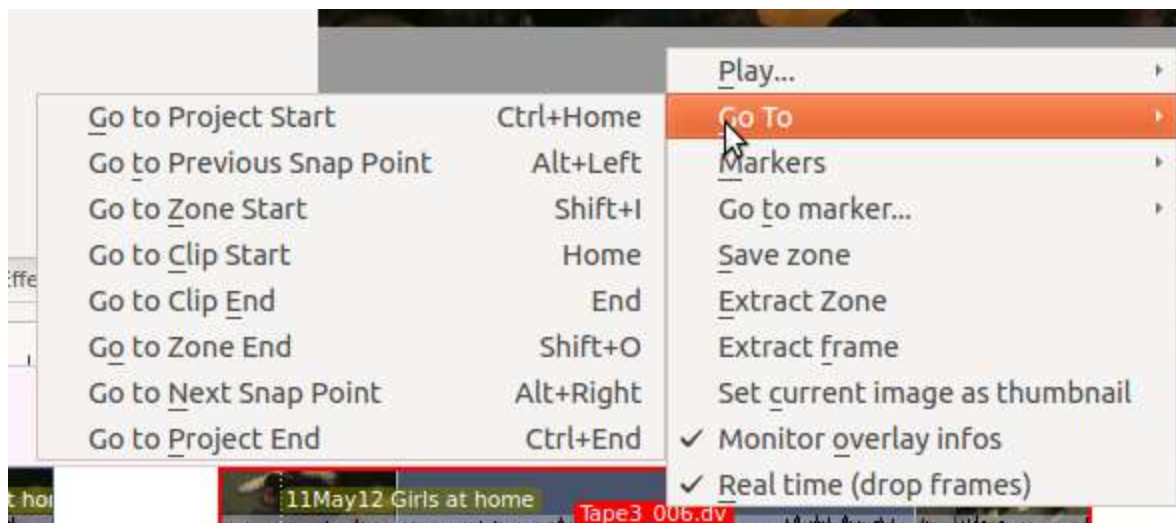 Play...
Go To
Markers
Go to marker...
Save zone
Extract Zone
Extract frame
Set current image as thumbnail
✓ Monitor overlay infos
✓ Real time (drop frames)
Go to Project Start Ctrl+Home
Go to Previous Snap Point Alt+Left
Go to Zone Start Shift+I
Go to Clip Start Home
Go to Clip End End
Go to Zone End Shift+O
Go to Next Snap Point Alt+Right
Go to Project End Ctrl+End
11May12 Girls at home
Tape3_006.dv